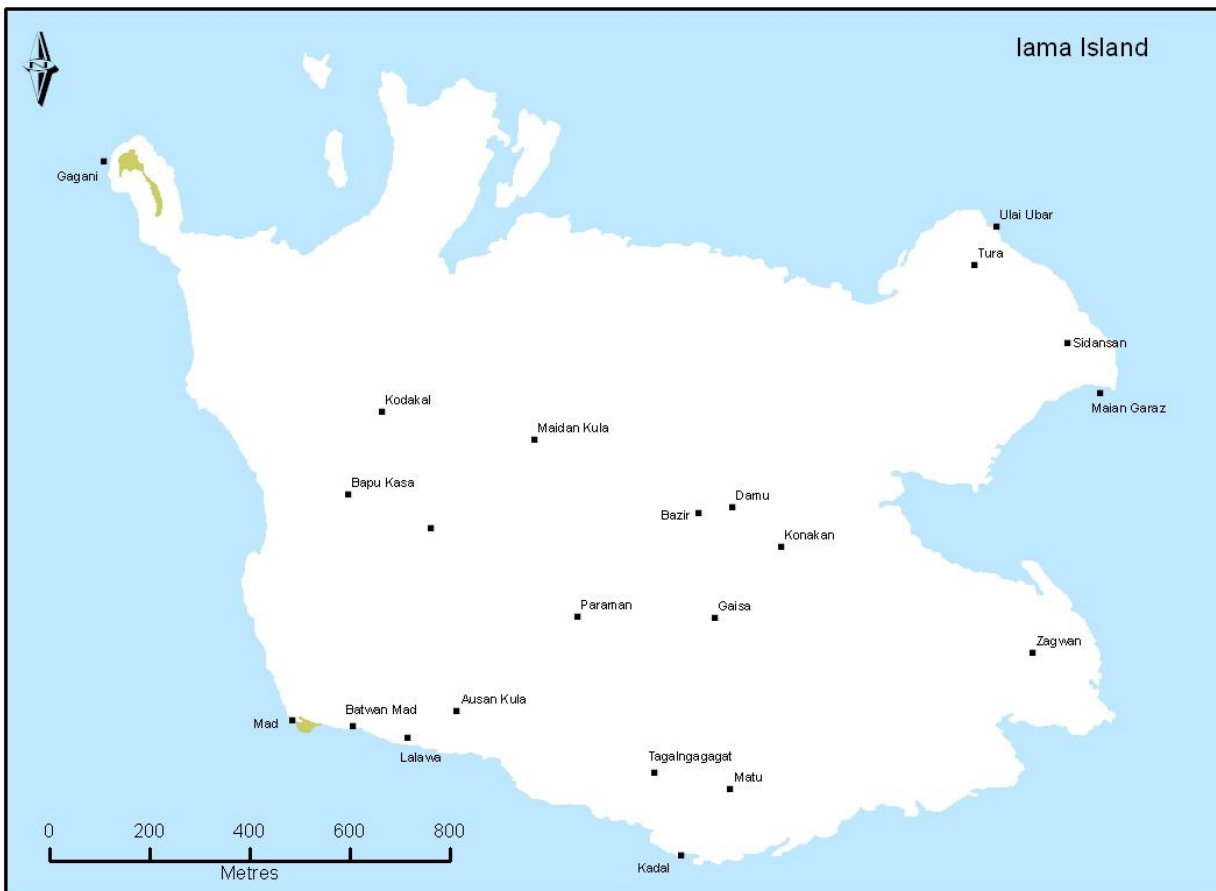 Iama Island
N
Gagani
Ulai Ubar
Tura
Sidansan
Maian Garaz
Kodakal
Maidan Kula
Bapu Kasa
Damu
Bazir
Konakan
Paraman
Gaisa
Zagwan
Ausan Kula
Batwan Mad
Mad
Lalawa
Tagalngagagat
Matu
Kadal
0 200 400 600 800
Metres